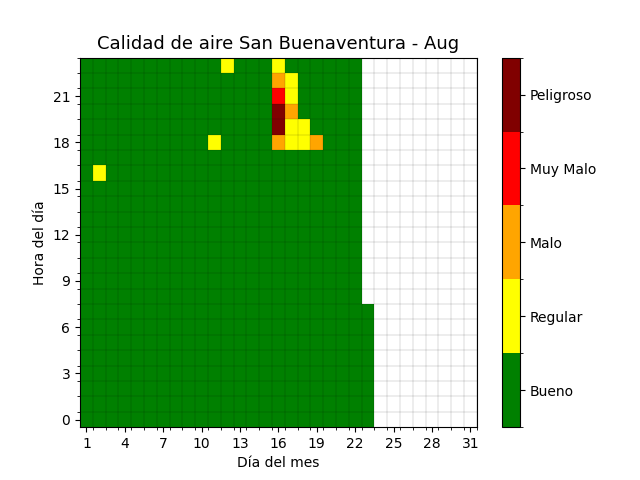 Calidad de aire San Buenaventura - Aug
Hora del día
21
18
15
12
9
6
3
0
1 4 7 10 13 16 19 22 25 28 31
Día del mes
Peligroso
Muy Malo
Malo
Regular
Bueno